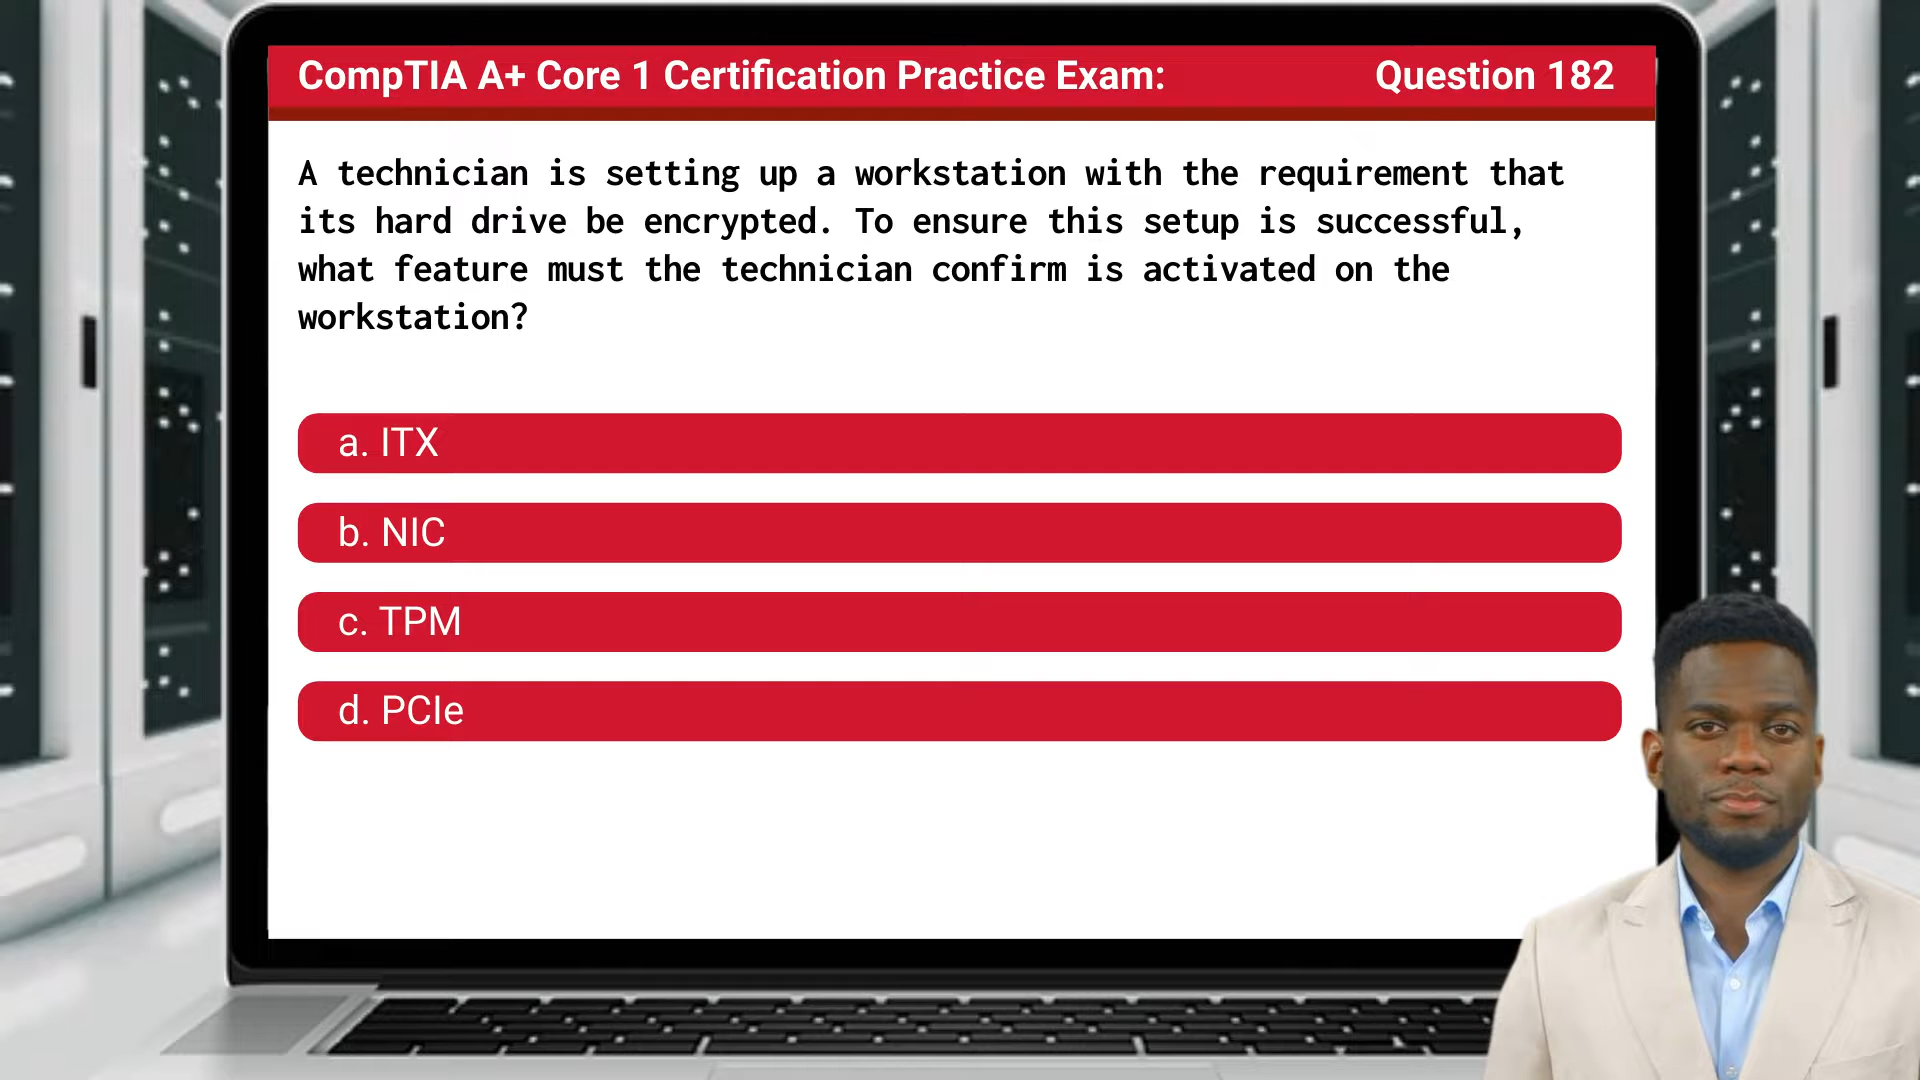 CompTIA A+ Core 1 Certification Practice Exam:
Question 182
A technician is setting up a workstation with the requirement that
its hard drive be encrypted. To ensure this setup is successful,
what feature must the technician confirm is activated on the
workstation?
a. ITX
b. NIC
c. TPM
d. PCIe